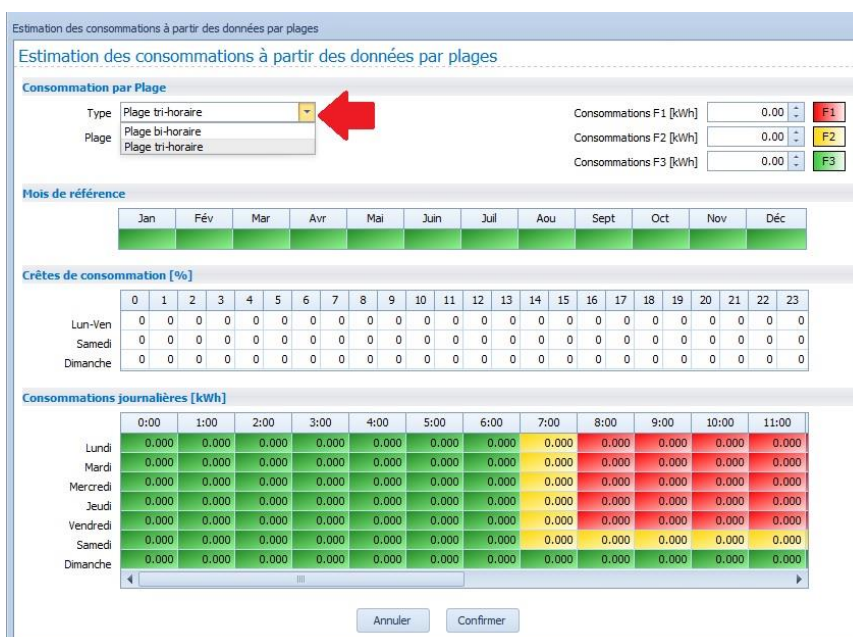 Estimation des consommations à partir des données par plages
Estimation des consommations à partir des données par plages
Consommation par Plage
Type Plage tri-horaire Consommations F1 [kWh] 0.00 F1
Plage bi-horaire
Plage Plage tri-horaire Consommations F2 [kWh] 0.00 F2
Consommations F3 [kWh] 0.00 F3
Mois de référence
Jan Fév Mar Avr Mai Juin Juil Aou Sept Oct Nov Déc
Crêtes de consommation [%]
0 1 2 3 4 5 6 7 8 9 10 11 12 13 14 15 16 17 18 19 20 21 22 23
Lun-Ven 0 0 0 0 0 0 0 0 0 0 0 0 0 0 0 0 0 0 0 0 0 0 0 0
Samedi 0 0 0 0 0 0 0 0 0 0 0 0 0 0 0 0 0 0 0 0 0 0 0 0
Dimanche 0 0 0 0 0 0 0 0 0 0 0 0 0 0 0 0 0 0 0 0 0 0 0 0
Consommations journalières [kWh]
0:00 1:00 2:00 3:00 4:00 5:00 6:00 7:00 8:00 9:00 10:00 11:00
Lundi 0.000 0.000 0.000 0.000 0.000 0.000 0.000 0.000 0.000 0.000 0.000 0.000
Mardi 0.000 0.000 0.000 0.000 0.000 0.000 0.000 0.000 0.000 0.000 0.000 0.000
Mercredi 0.000 0.000 0.000 0.000 0.000 0.000 0.000 0.000 0.000 0.000 0.000 0.000
Jeudi 0.000 0.000 0.000 0.000 0.000 0.000 0.000 0.000 0.000 0.000 0.000 0.000
Vendredi 0.000 0.000 0.000 0.000 0.000 0.000 0.000 0.000 0.000 0.000 0.000 0.000
Samedi 0.000 0.000 0.000 0.000 0.000 0.000 0.000 0.000 0.000 0.000 0.000 0.000
Dimanche 0.000 0.000 0.000 0.000 0.000 0.000 0.000 0.000 0.000 0.000 0.000 0.000
Annuler Confirmer